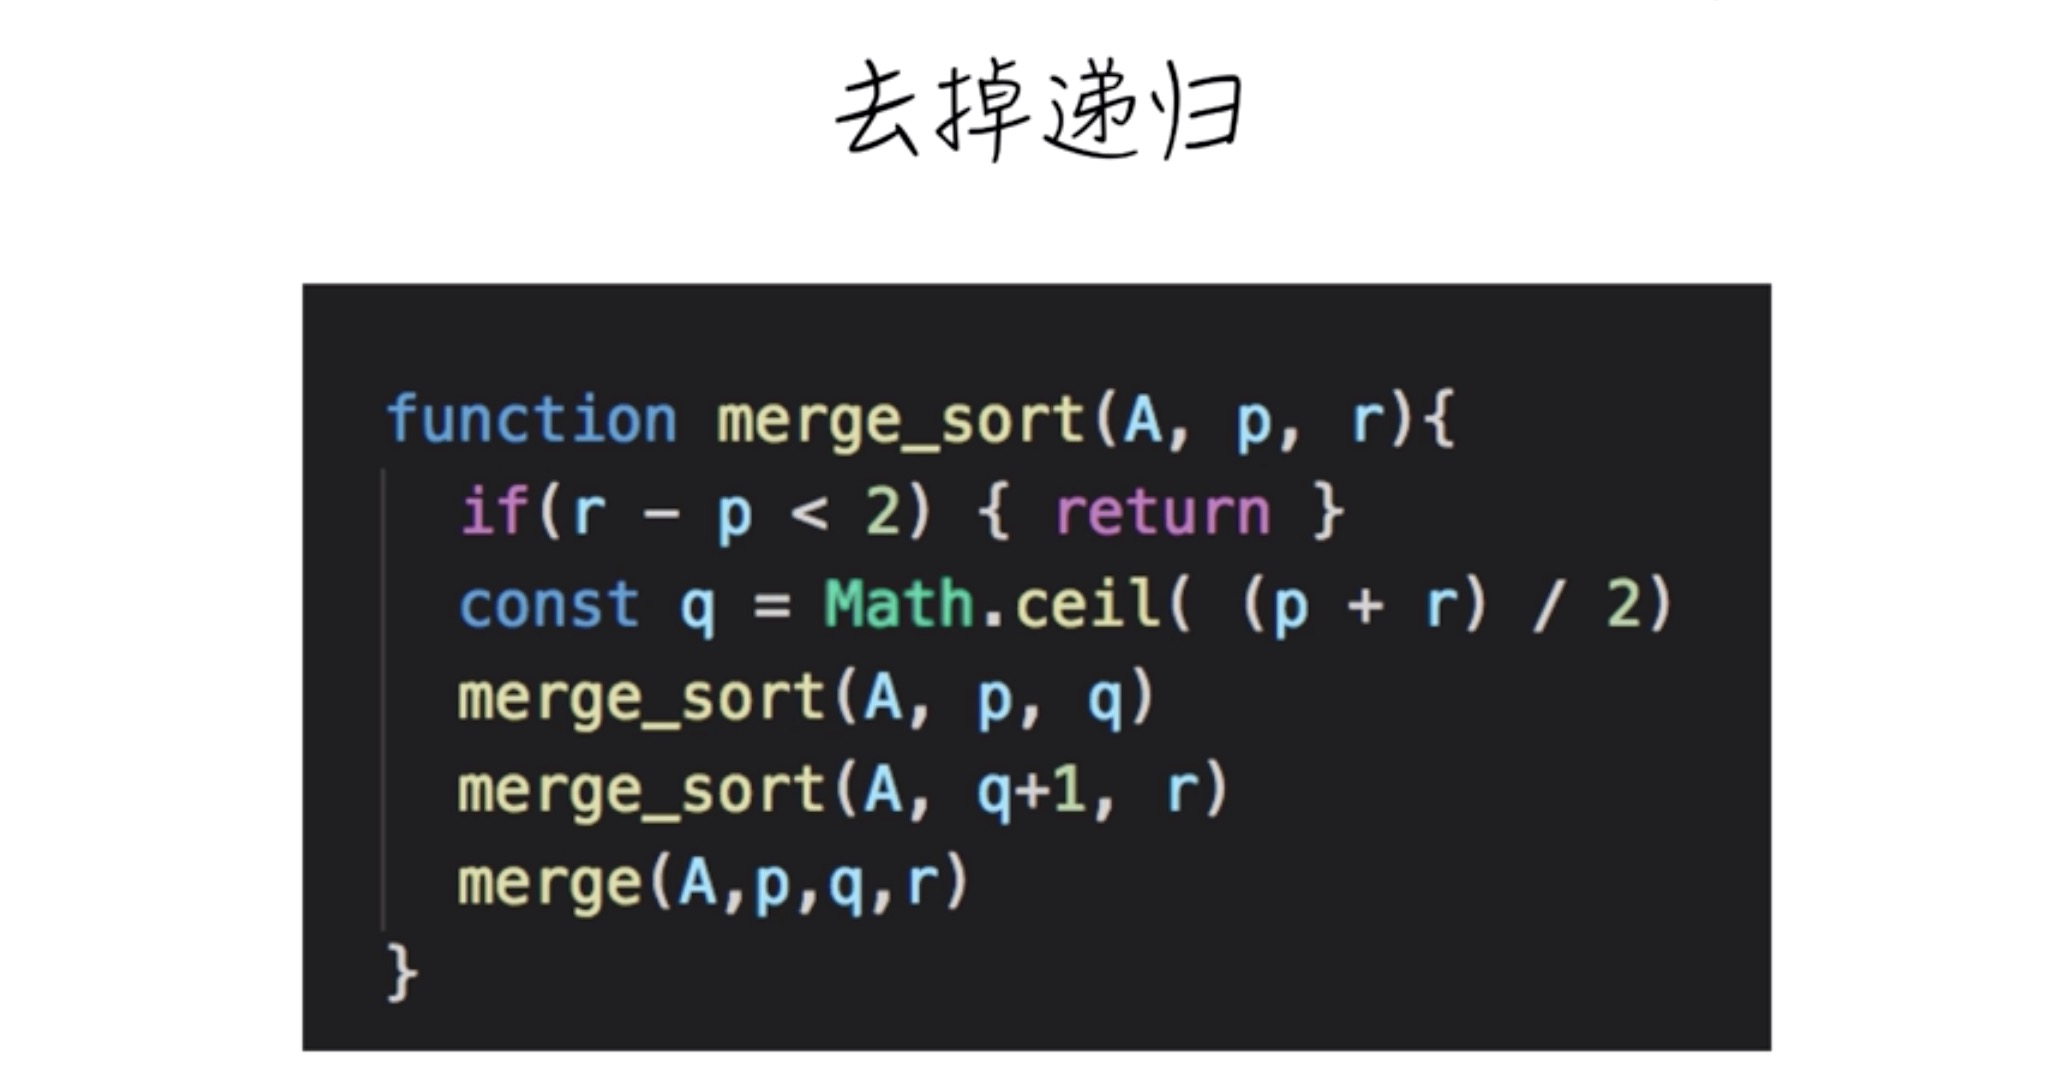 去掉递归
function merge_sort(A, p, r){
if(r - p < 2) { return }
const q = Math.ceil( (p + r) / 2)
merge_sort(A, p, q)
merge_sort(A, q+1, r)
merge(A,p,q,r)
}